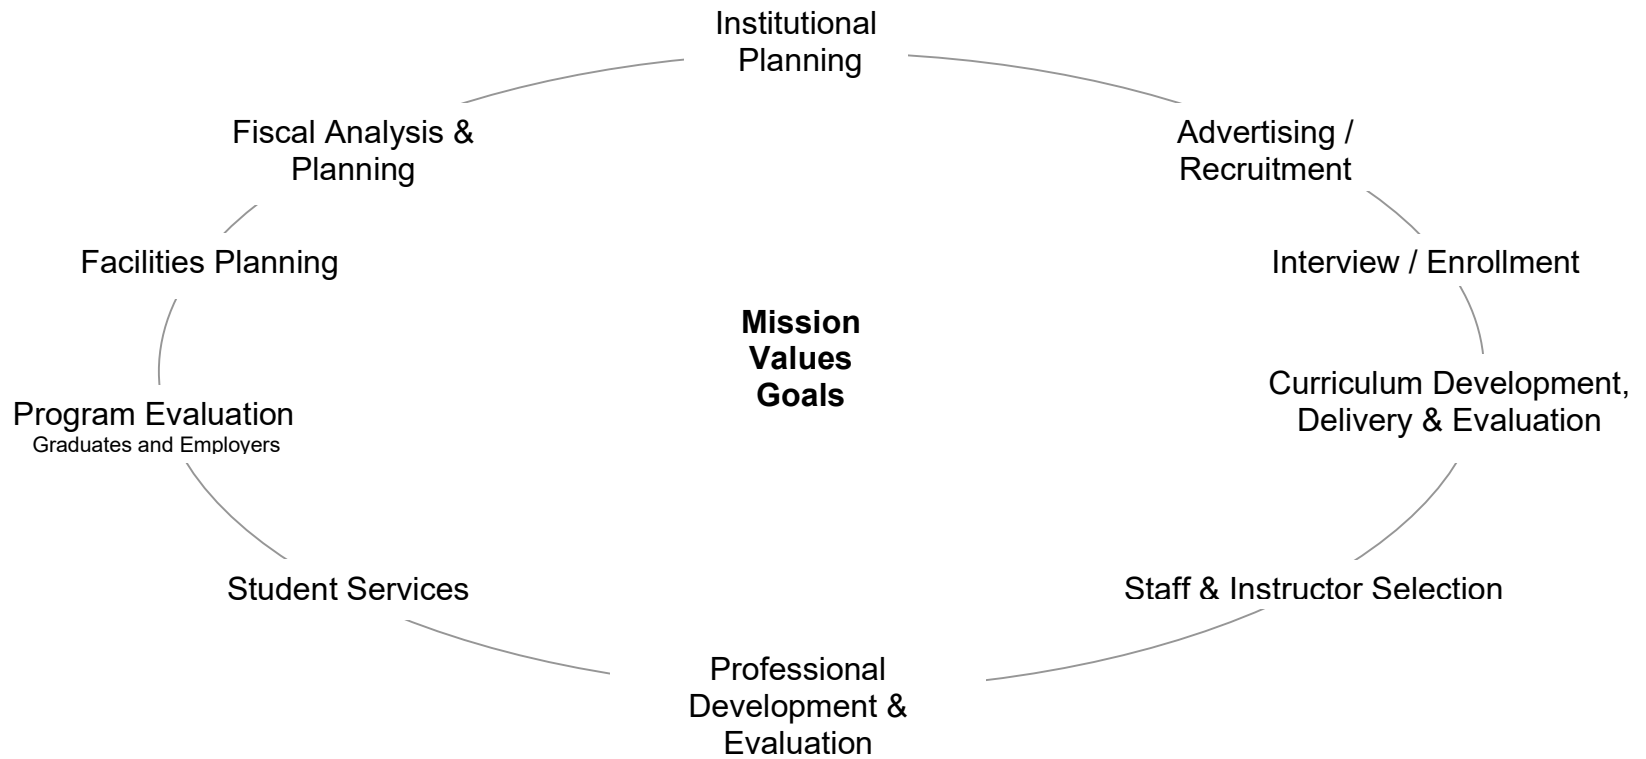 Institutional
Planning
Fiscal Analysis &
Planning
Advertising /
Recruitment
Facilities Planning
Interview / Enrollment
Mission
Values
Goals
Curriculum Development,
Delivery & Evaluation
Program Evaluation
Graduates and Employers
Student Services
Staff & Instructor Selection
Professional
Development &
Evaluation